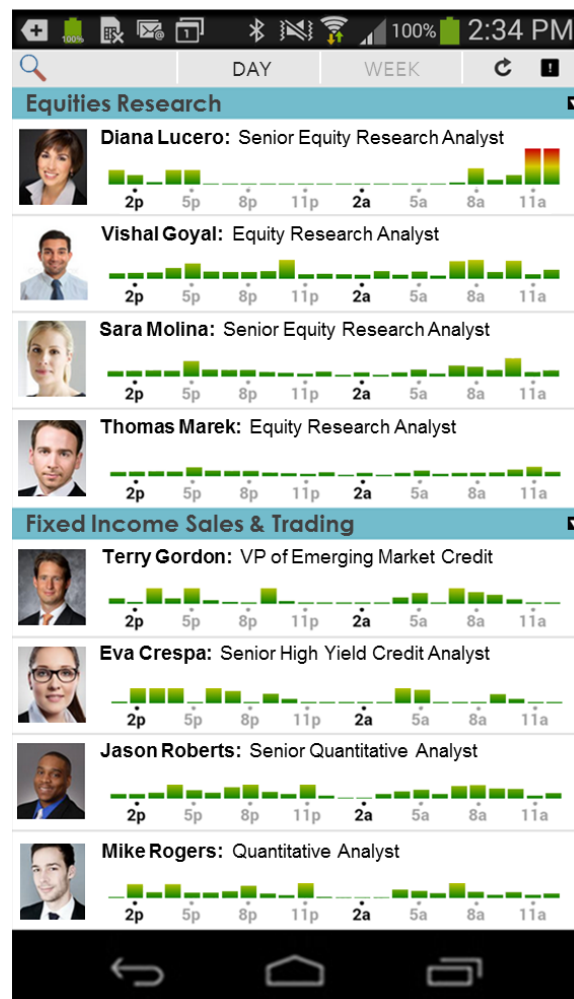 100% 1 100% 2:34 PM
DAY WEEK
Equities Research
Diana Lucero: Senior Equity Research Analyst
2p 5p 8p 11p 2a 5a 8a 11a
Vishal Goyal: Equity Research Analyst
2p 5p 8p 11p 2a 5a 8a 11a
Sara Molina: Senior Equity Research Analyst
2p 5p 8p 11p 2a 5a 8a 11a
Thomas Marek: Equity Research Analyst
2p 5p 8p 11p 2a 5a 8a 11a
Fixed Income Sales & Trading
Terry Gordon: VP of Emerging Market Credit
2p 5p 8p 11p 2a 5a 8a 11a
Eva Crespa: Senior High Yield Credit Analyst
2p 5p 8p 11p 2a 5a 8a 11a
Jason Roberts: Senior Quantitative Analyst
2p 5p 8p 11p 2a 5a 8a 11a
Mike Rogers: Quantitative Analyst
2p 5p 8p 11p 2a 5a 8a 11a